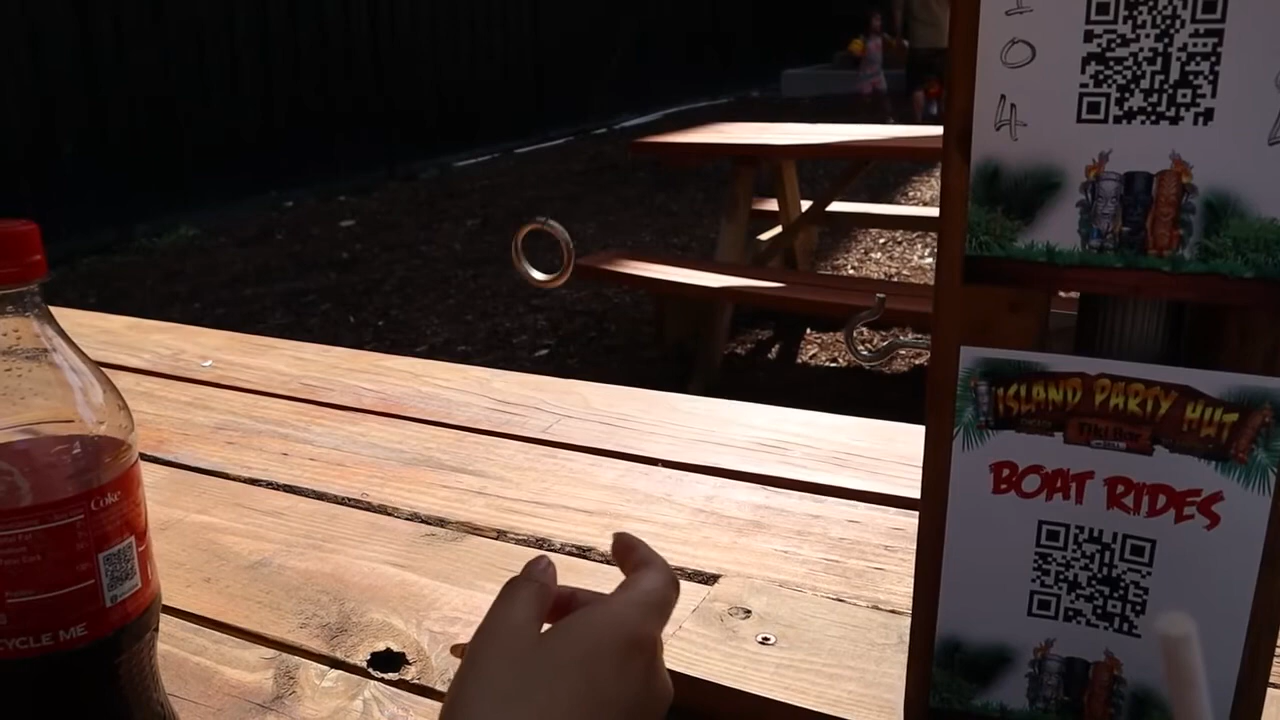 1
0
4
ISLAND PARTY HUT
Tiki Bar
BOAT RIDES
Coke
CYCLE ME